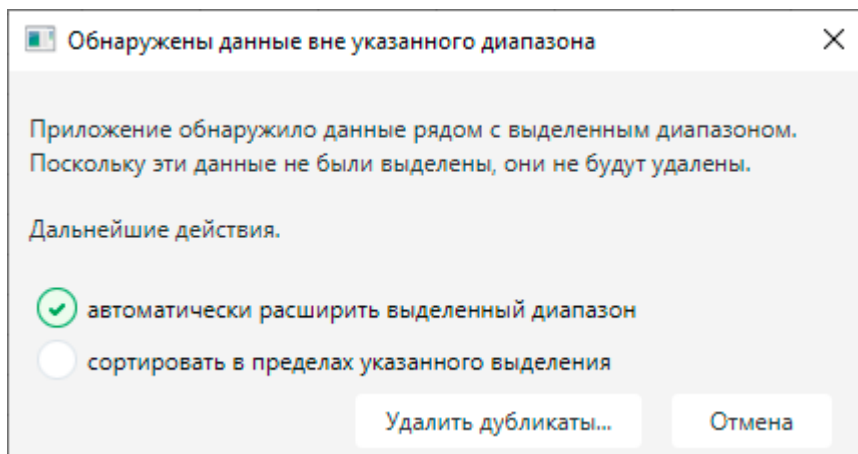 Обнаружены данные вне указанного диапазона
Приложение обнаружило данные рядом с выделенным диапазоном.
Поскольку эти данные не были выделены, они не будут удалены.
Дальнейшие действия.
автоматически расширить выделенный диапазон
сортировать в пределах указанного выделения
Удалить дубликаты... Отмена